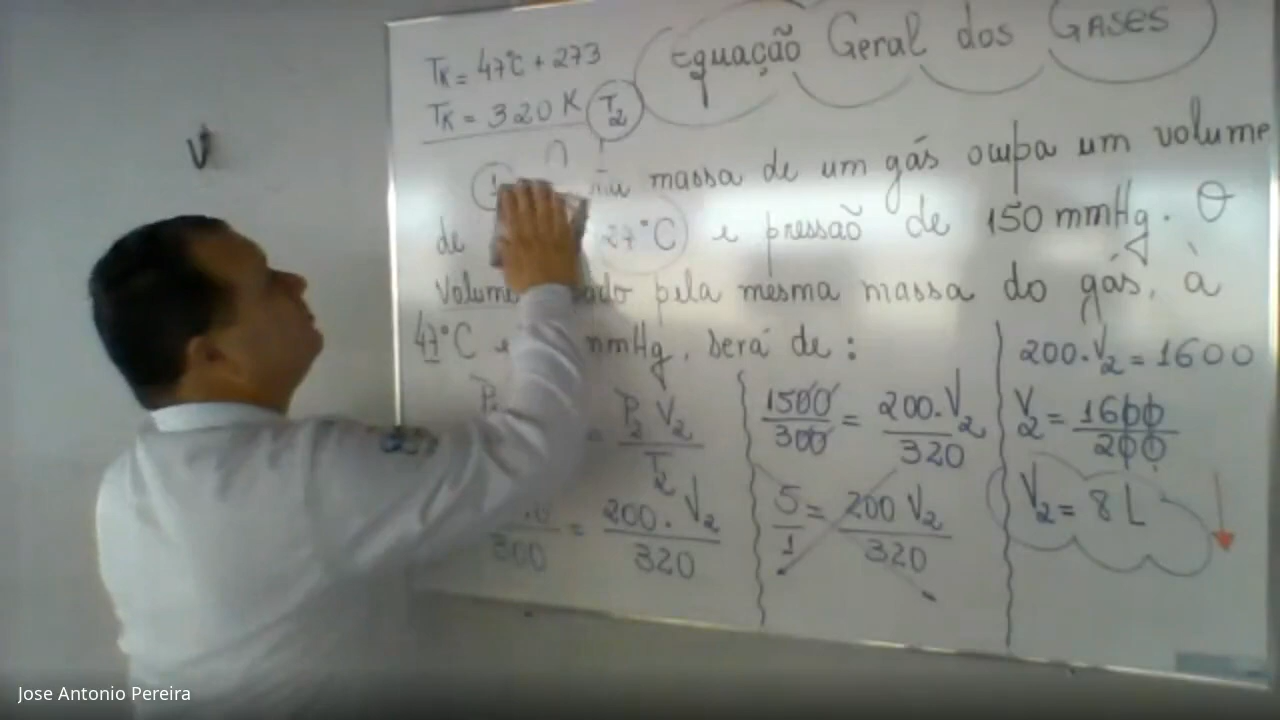 Equação Geral dos Gases
TK = 47°C + 273
TK = 320 K T2
1 massa de um gás ocupa um volume
de 27°C e pressão de 150 mmHg. O
volume pela mesma massa do gás, à
47°C e mmHg, será de:
P2 V2
= T2
300 = 200. V2
320
1500 = 200. V2
300 320
5 = 200 V2
1 320
200. V2 = 1600
V2 = 1600
200
V2 = 8 L
V
Jose Antonio Pereira